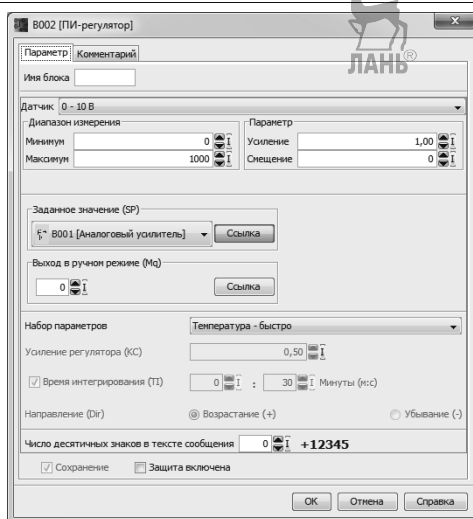 B002 [ПИ-регулятор]
ЛАНЬ®
Параметр Комментарий
Имя блока
Датчик 0 - 10 В
Диапазон измерения Параметр
Минимум 0 Усиление 1,00
Максимум 1000 Смещение 0
Заданное значение (SP)
B001 [Аналоговый усилитель] Ссылка
Выход в ручном режиме (Mq)
0 Ссылка
Набор параметров Температура - быстро
Усиление регулятора (KC) 0,50
Время интегрирования (TI) 0 : 30 Минуты (м:с)
Направление (Dir) Возрастание (+) Убывание (-)
Число десятичных знаков в тексте сообщения 0 +12345
Сохранение Защита включена
OK Отмена Справка